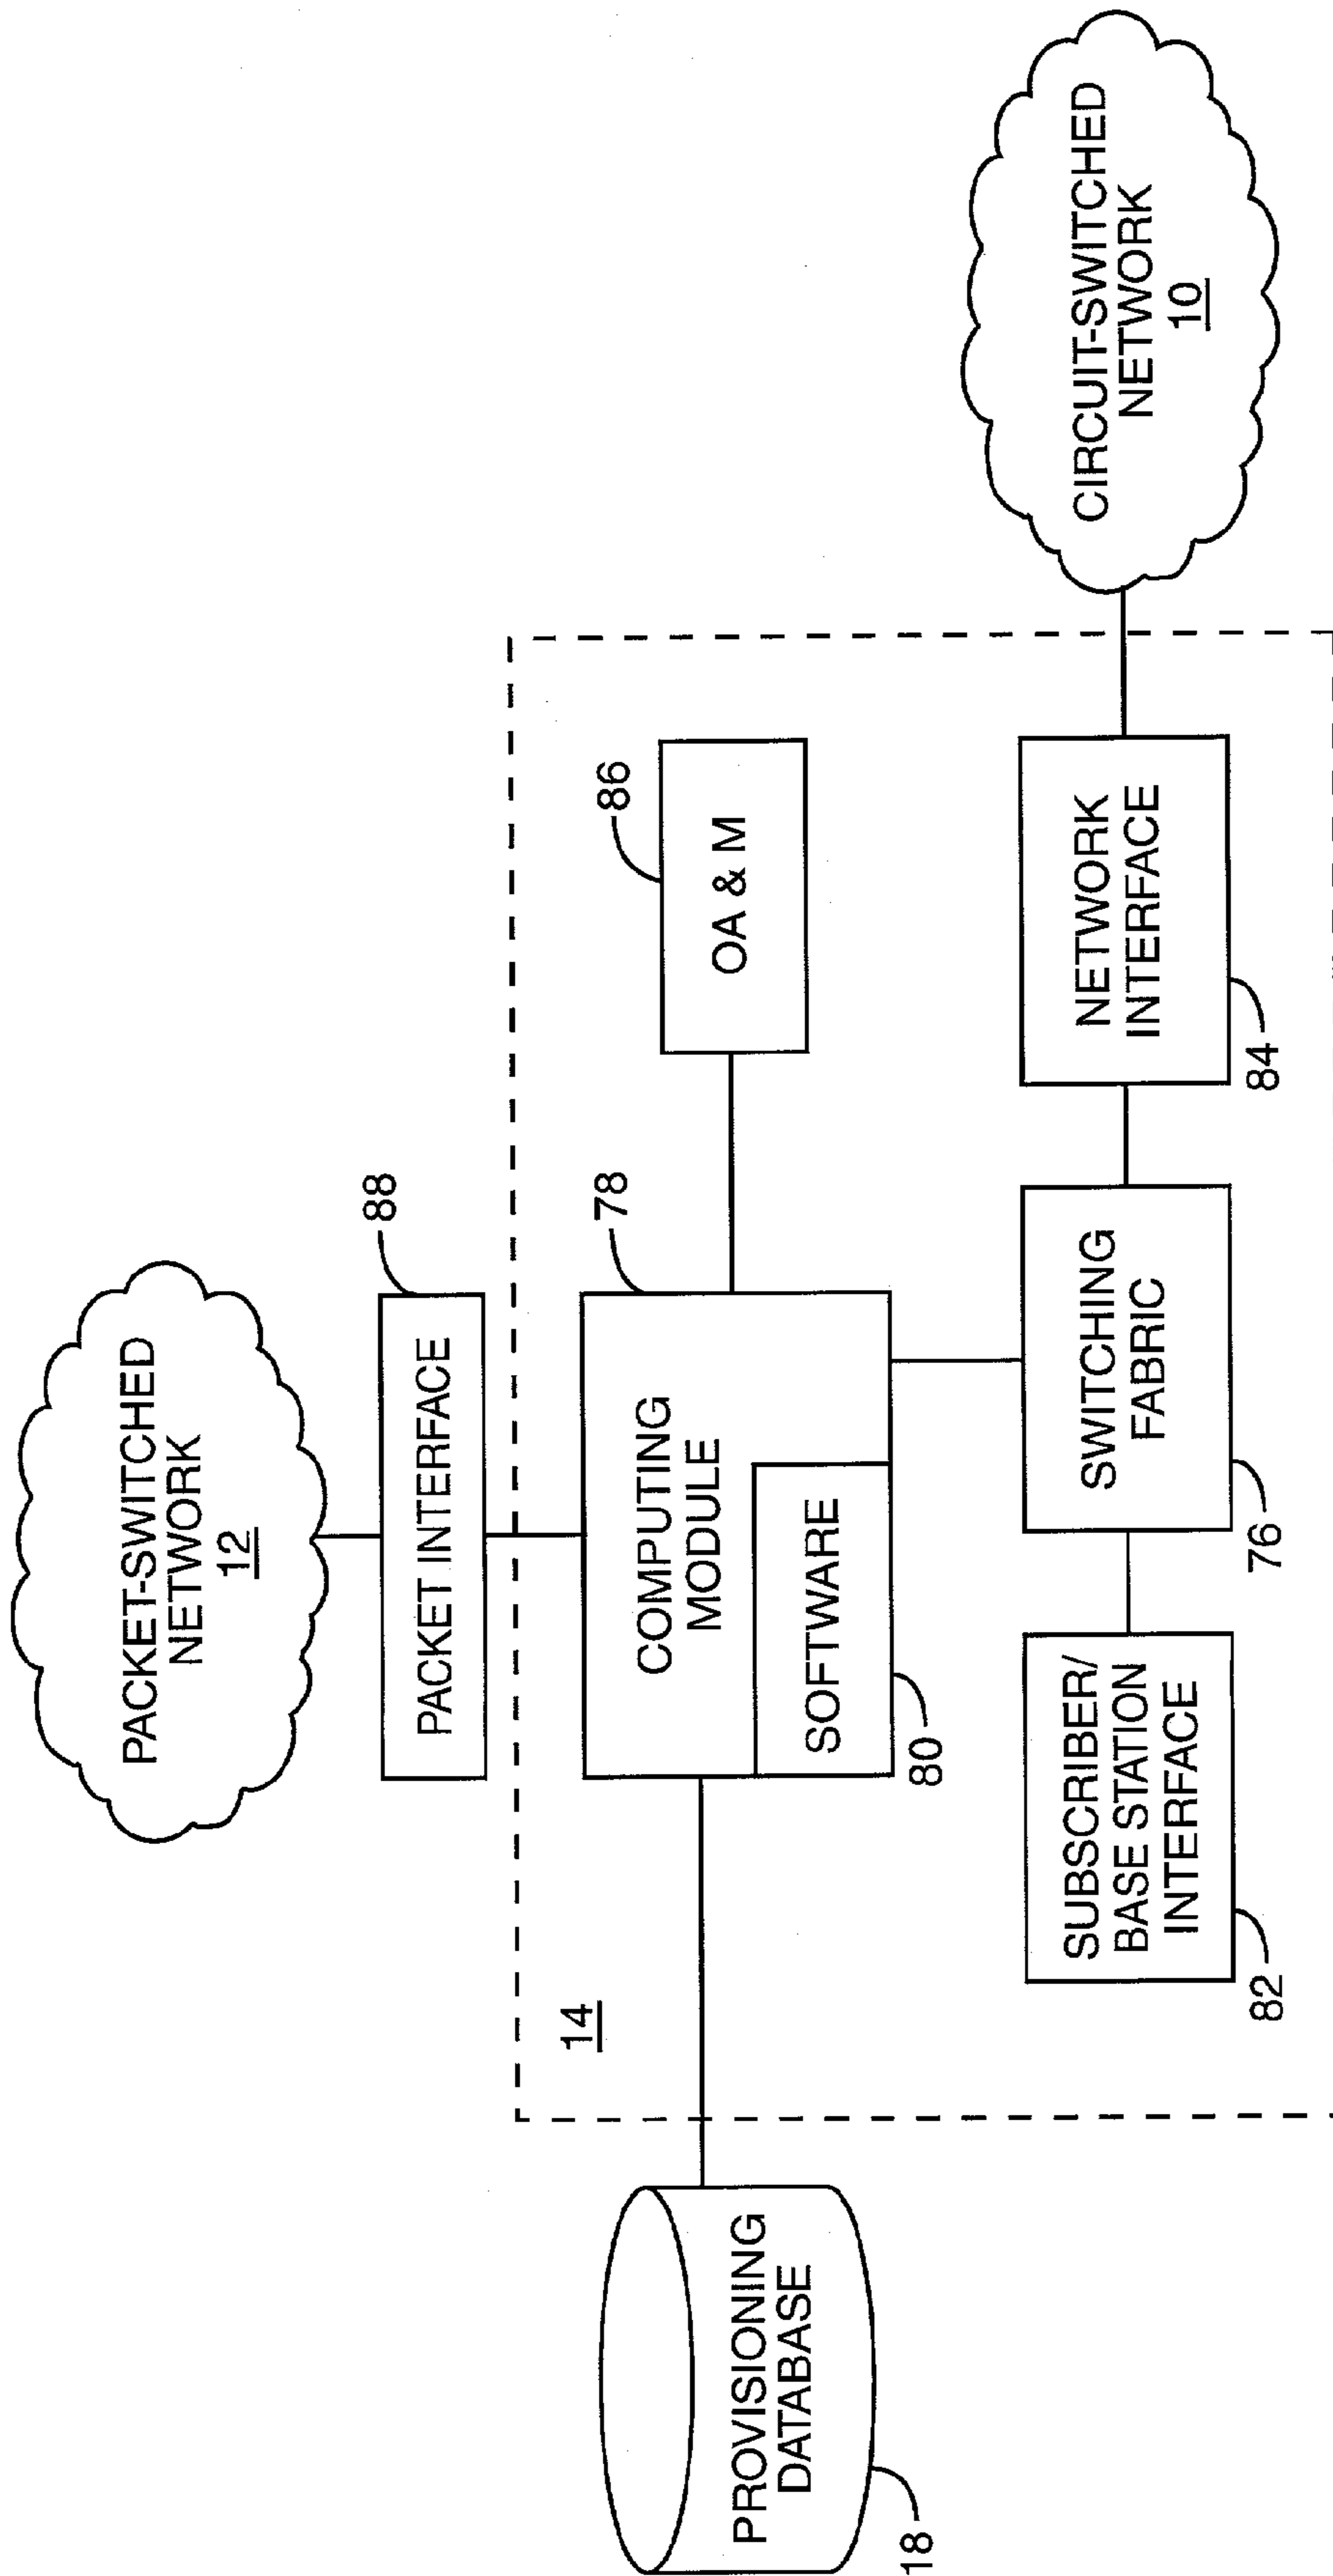 PACKET-SWITCHED
NETWORK
12
PACKET INTERFACE
88
14
COMPUTING
MODULE
78
SOFTWARE
80
OA & M
86
PROVISIONING
DATABASE
18
SUBSCRIBER/
BASE STATION
INTERFACE
82
SWITCHING
FABRIC
76
NETWORK
INTERFACE
84
CIRCUIT-SWITCHED
NETWORK
10